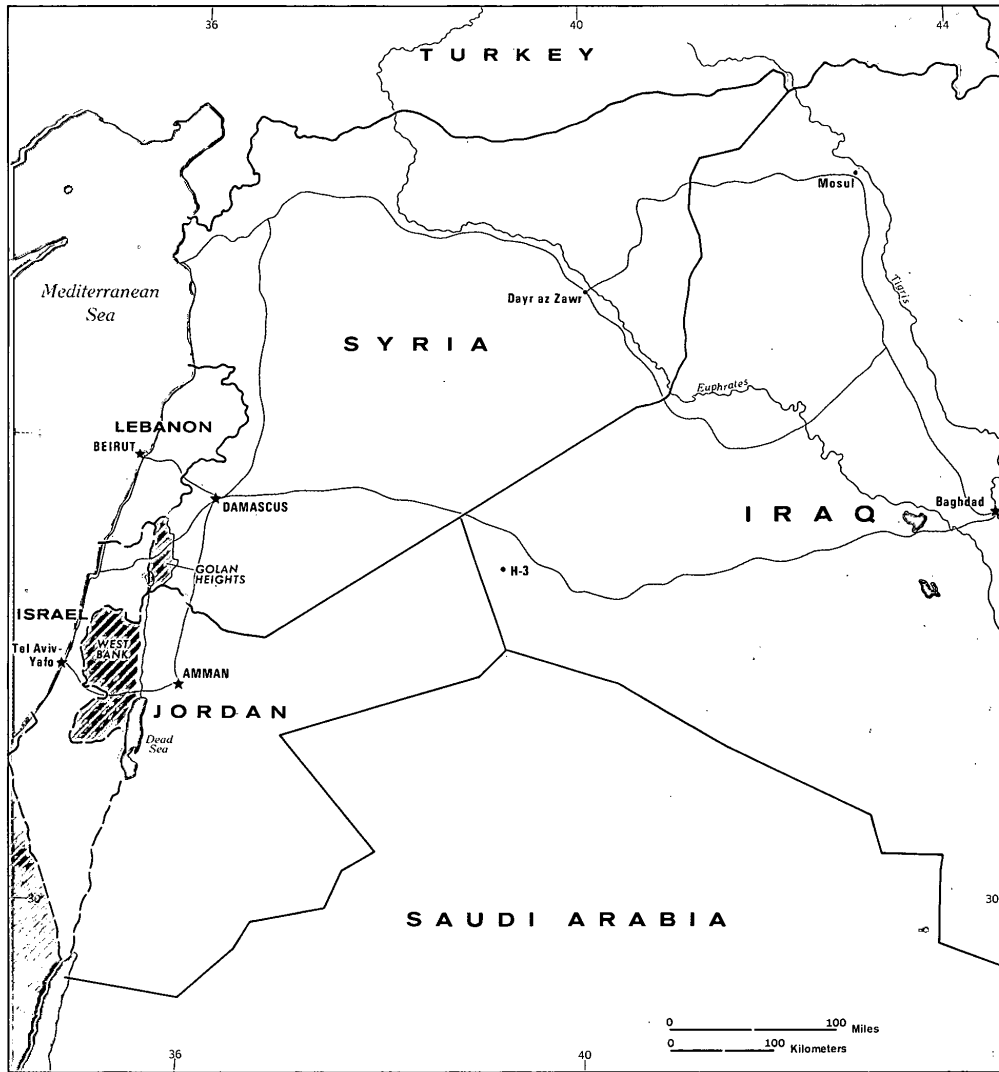 36
40
44
TURKEY
Mosul
Tigris
Mediterranean
Sea
Dayr az Zawr
SYRIA
Euphrates
LEBANON
BEIRUT
DAMASCUS
Baghdad
IRAQ
GOLAN
HEIGHTS
H-3
ISRAEL
WEST
BANK
Tel Aviv-
Yafo
AMMAN
JORDAN
Dead
Sea
30
30
SAUDI ARABIA
0 100 Miles
0 100 Kilometers
36
40